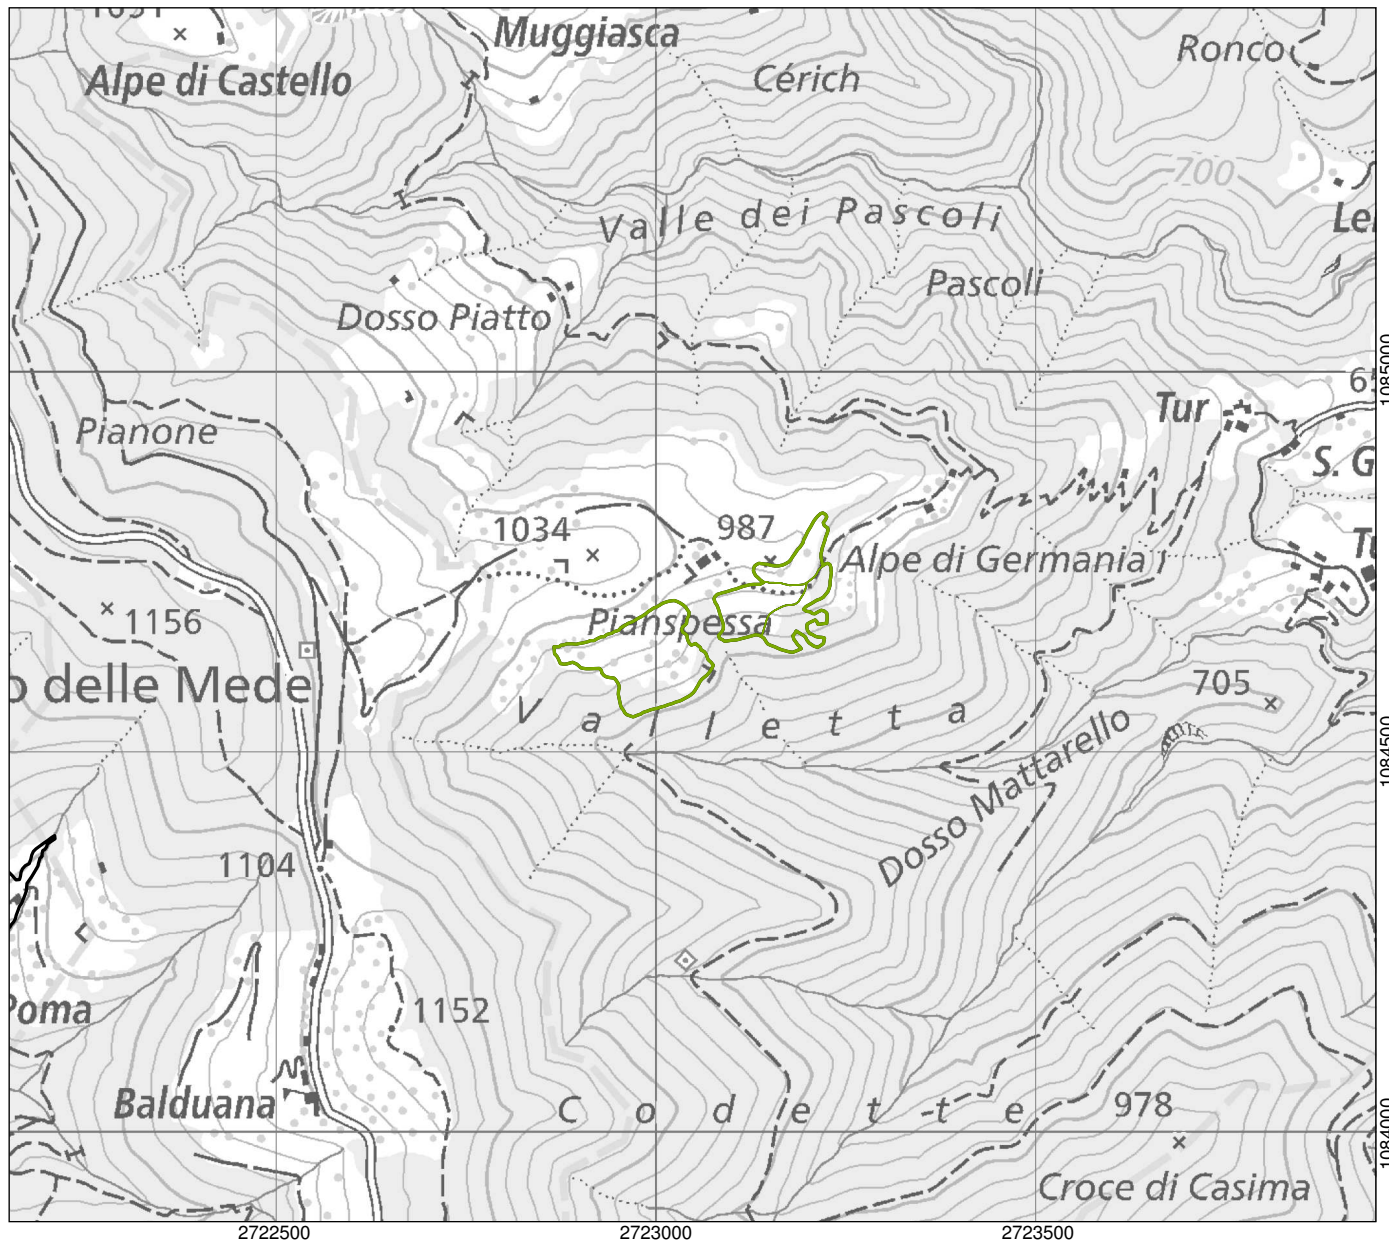 Muggiasca
Alpe di Castello
Cérich
Ronco
700
Valle dei Pascoli
Pascoli
Dosso Piatto
1085000
Tur
Pianone
S. G
1034
987
Alpe di Germania
1156
Pianspessa
o delle Mede
705
Valletta
1084500
Dosso Mattarello
1104
Poma
1152
Balduana
Codette
978
1084000
Croce di Casima
2722500
2723000
2723500